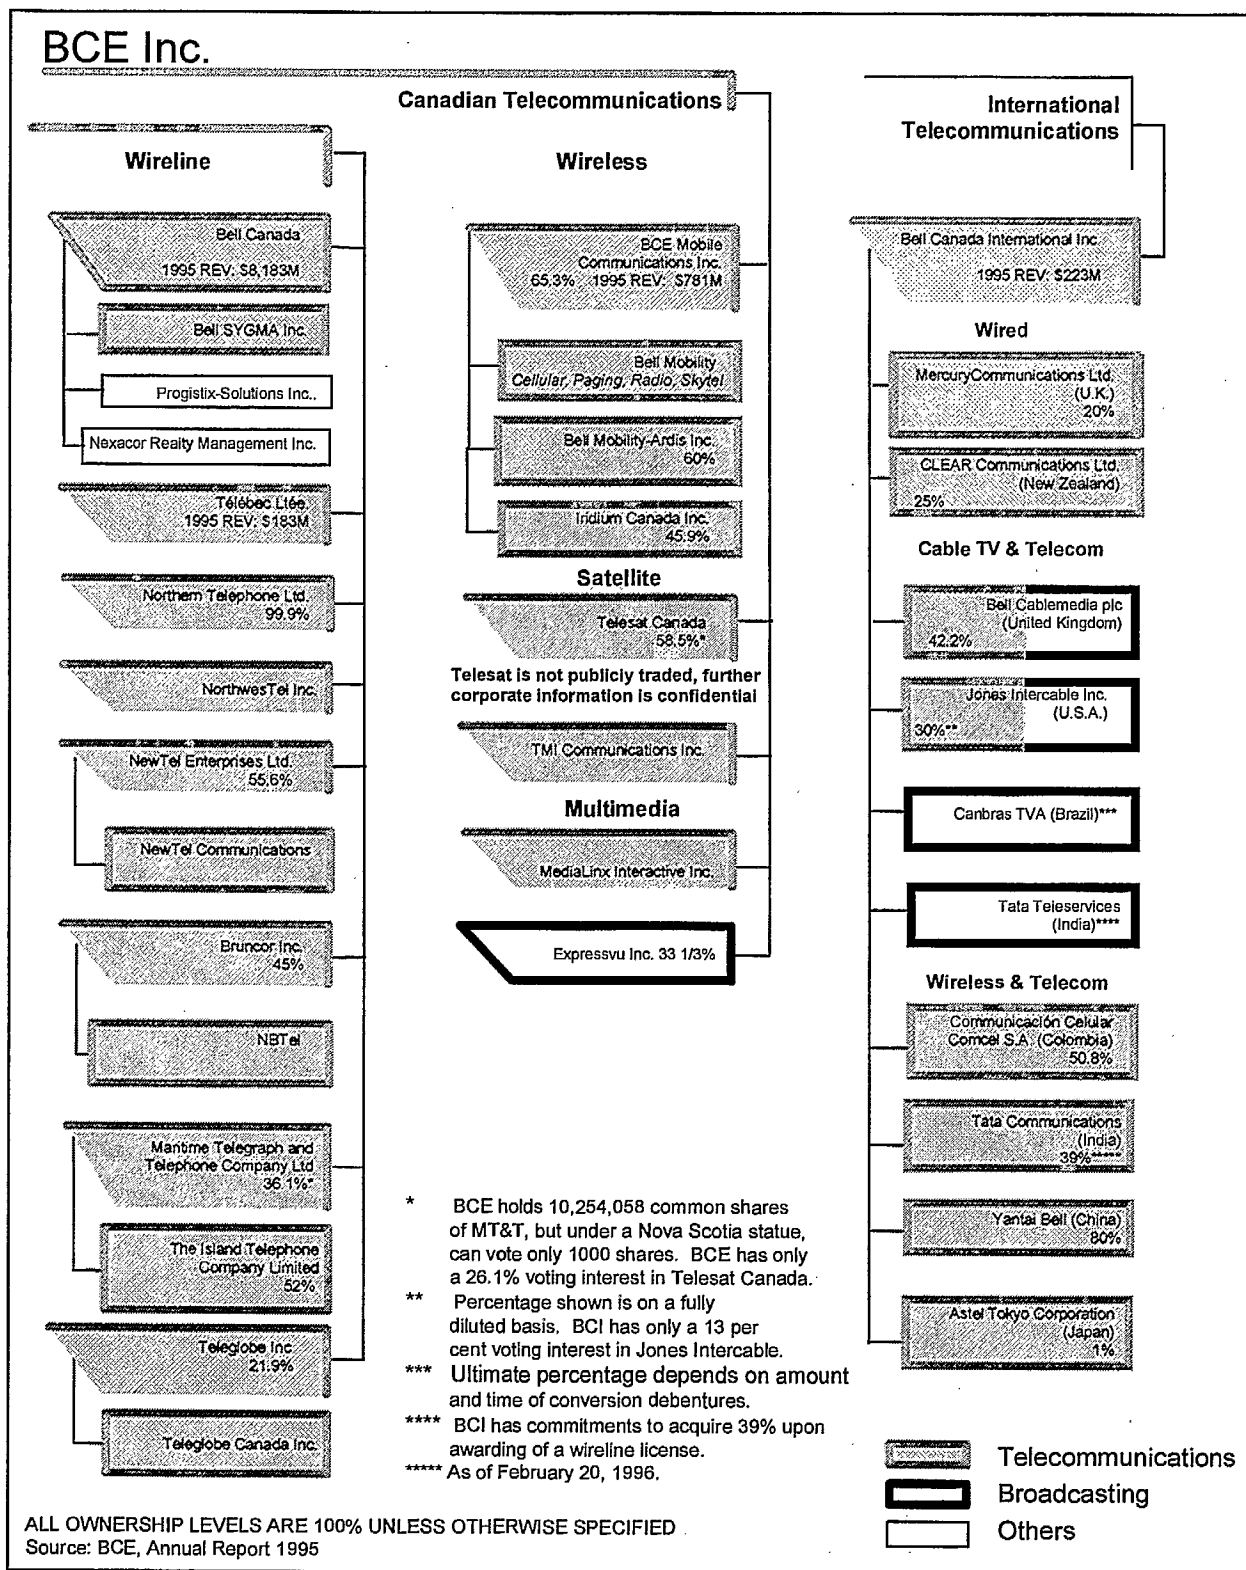 BCE Inc.
Canadian Telecommunications
Wireline
Bell Canada
1995 REV: $8,183M
Bell SYGMA Inc.
Progistix-Solutions Inc..
Nexacor Realty Management Inc.
Télébec Ltée.
1995 REV: $183M
Northern Telephone Ltd.
99.9%
NorthwesTel Inc.
NewTel Enterprises Ltd.
55.6%
NewTel Communications
Bruncor Inc.
45%
NBTel
Maritime Telegraph and
Telephone Company Ltd
36.1%*
The Island Telephone
Company Limited
52%
Teleglobe Inc.
21.9%
Teleglobe Canada Inc.
Wireless
BCE Mobile
Communications Inc.
65.3% 1995 REV: $781M
Bell Mobility
Cellular, Paging, Radio, Skytel
Bell Mobility-Ardis Inc.
60%
Iridium Canada Inc.
45.9%
Satellite
Telesat Canada
58.5%*
Telesat is not publicly traded, further
corporate information is confidential
TMI Communications Inc.
Multimedia
MediaLinx Interactive Inc.
Expressvu Inc. 33 1/3%
International
Telecommunications
Bell Canada International Inc.
1995 REV: $223M
Wired
MercuryCommunications Ltd.
(U.K.)
20%
CLEAR Communications Ltd.
(New Zealand)
25%
Cable TV & Telecom
Bell Cablemedia plc
(United Kingdom)
42.2%
Jones Intercable Inc.
(U.S.A.)
30%**
Canbras TVA (Brazil)***
Tata Teleservices
(India)****
Wireless & Telecom
Communicación Celular
Comcel S.A. (Colombia)
50.8%
Tata Communications
(India)
39%*****
Yantai Bell (China)
80%
Astel Tokyo Corporation
(Japan)
1%
* BCE holds 10,254,058 common shares
of MT&T, but under a Nova Scotia statue,
can vote only 1000 shares. BCE has only
a 26.1% voting interest in Telesat Canada.
** Percentage shown is on a fully
diluted basis. BCI has only a 13 per
cent voting interest in Jones Intercable.
*** Ultimate percentage depends on amount
and time of conversion debentures.
**** BCI has commitments to acquire 39% upon
awarding of a wireline license.
***** As of February 20, 1996.
Telecommunications
Broadcasting
Others
ALL OWNERSHIP LEVELS ARE 100% UNLESS OTHERWISE SPECIFIED
Source: BCE, Annual Report 1995